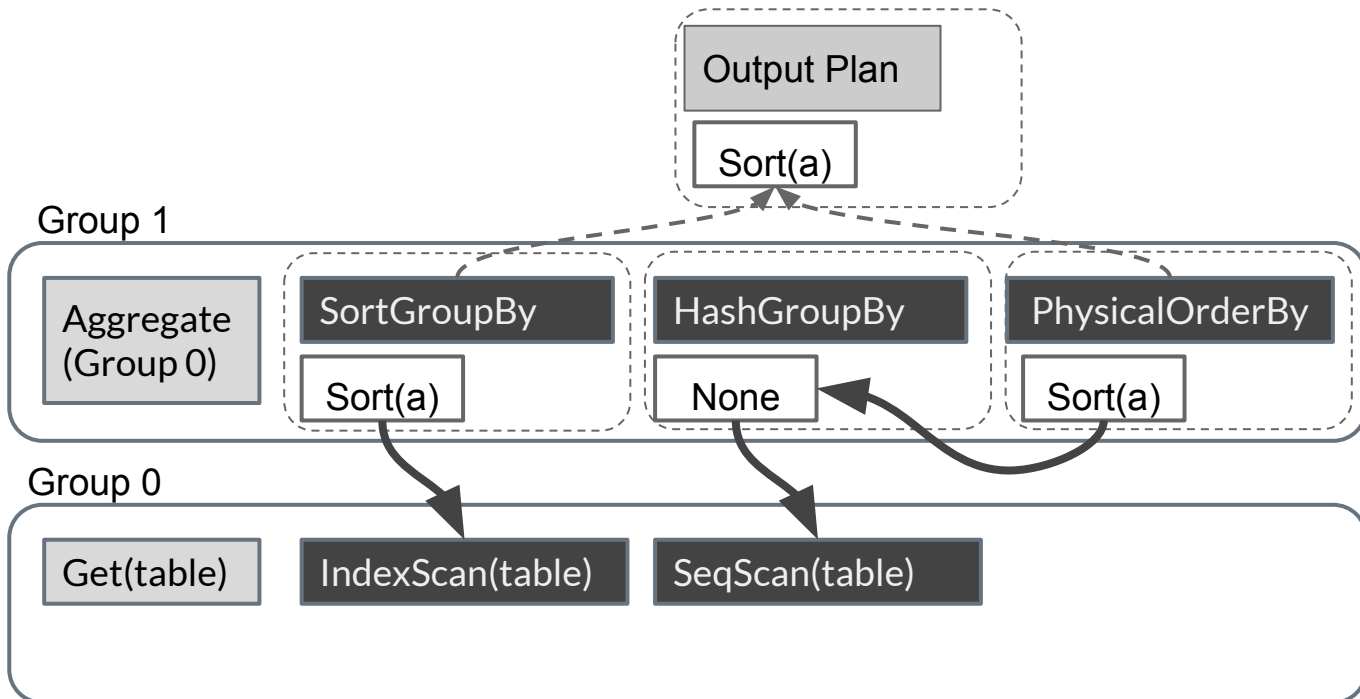 Output Plan
Sort(a)
Group 1
Aggregate
(Group 0)
SortGroupBy
HashGroupBy
PhysicalOrderBy
Sort(a)
None
Sort(a)
Group 0
Get(table)
IndexScan(table)
SeqScan(table)